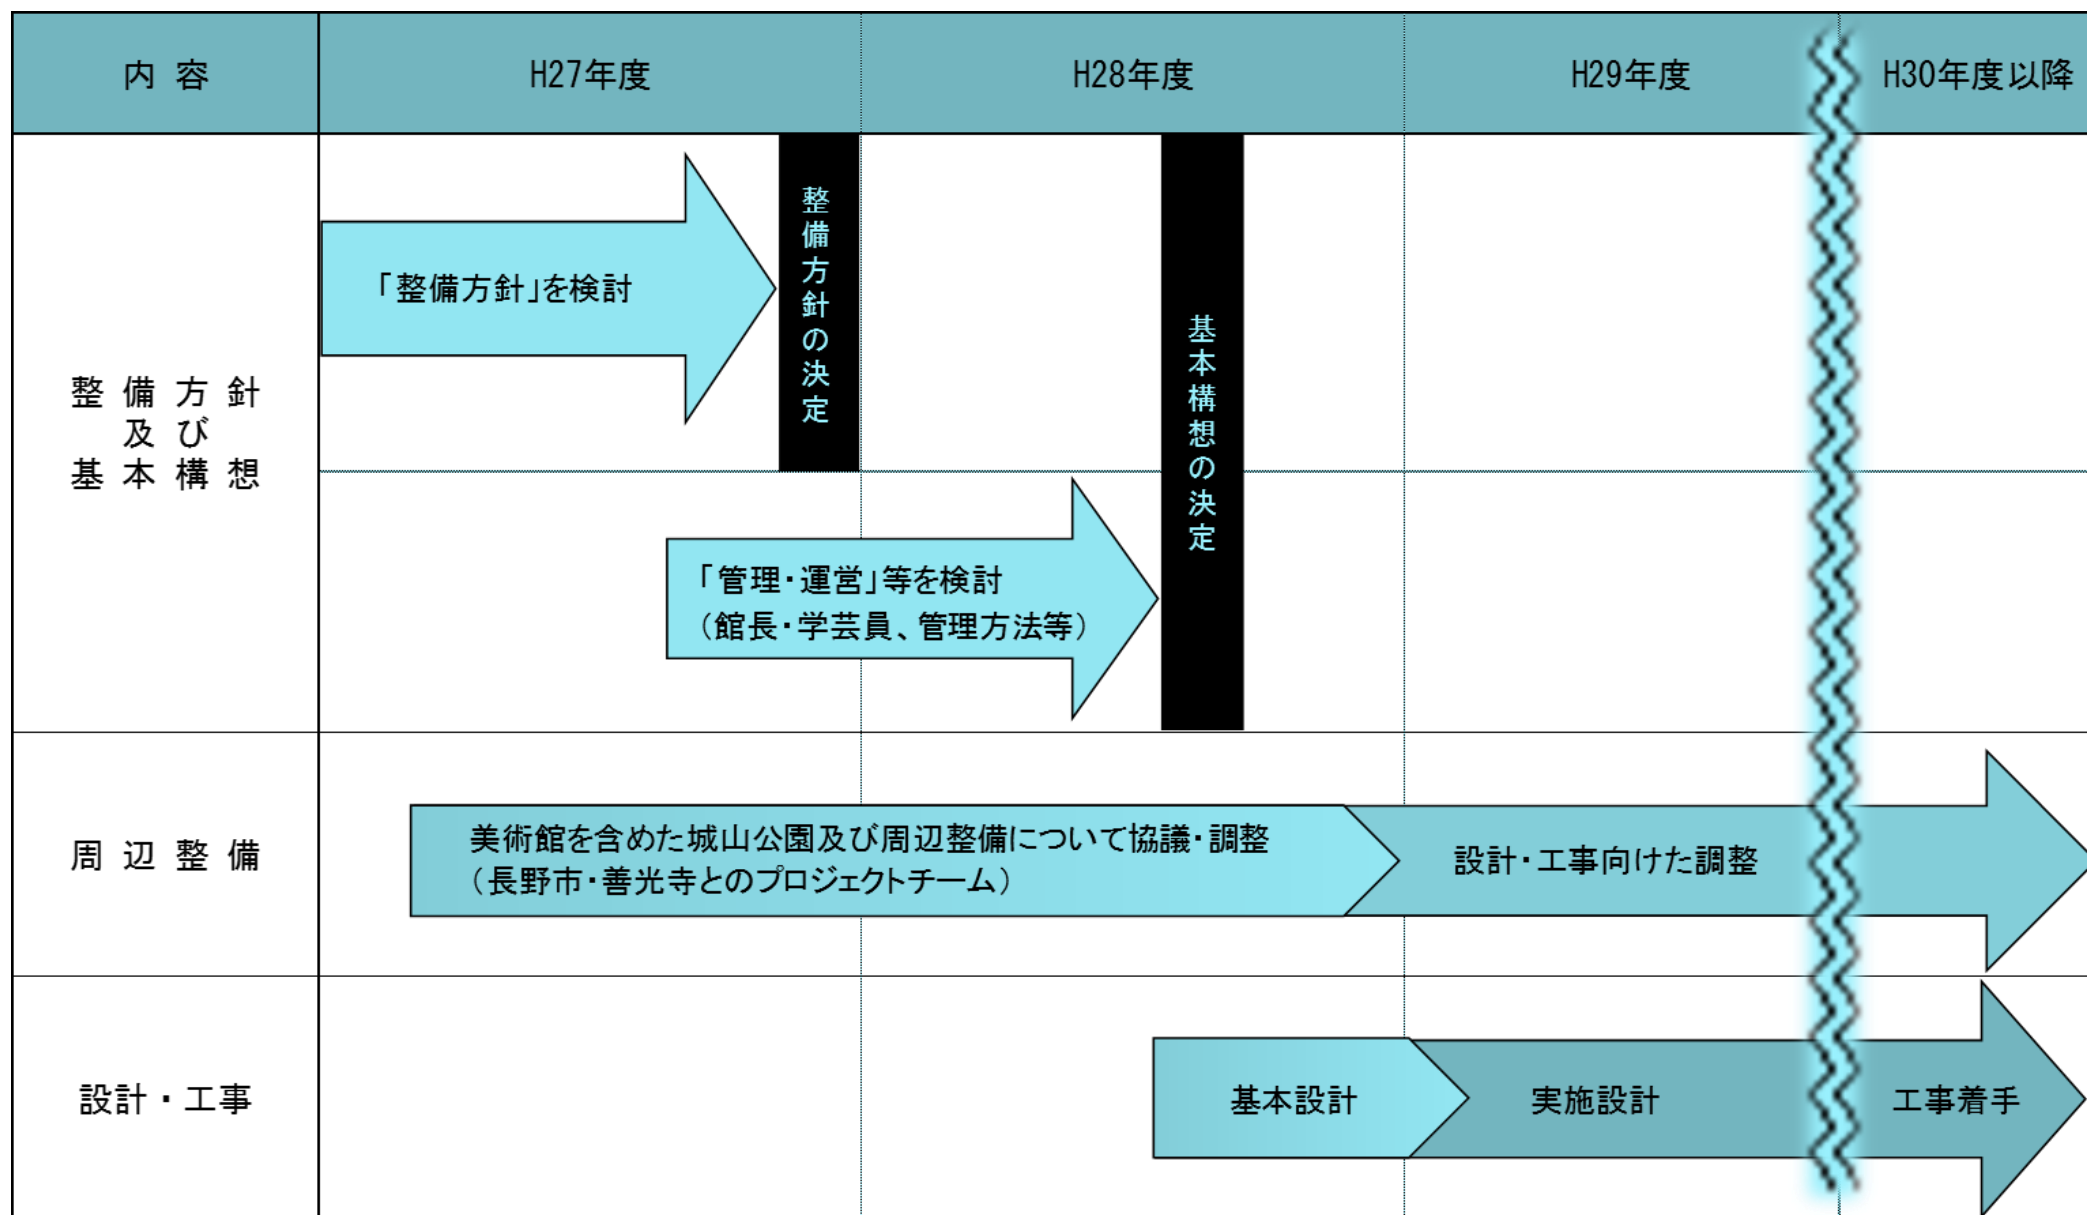 内容
H27年度
H28年度
H29年度
H30年度以降
整備方針
及び
基本構想
「整備方針」を検討
整備方針の決定
基本構想の決定
「管理・運営」等を検討
（館長・学芸員、管理方法等）
周辺整備
美術館を含めた城山公園及び周辺整備について協議・調整
（長野市・善光寺とのプロジェクトチーム）
設計・工事向けた調整
設計・工事
基本設計
実施設計
工事着手